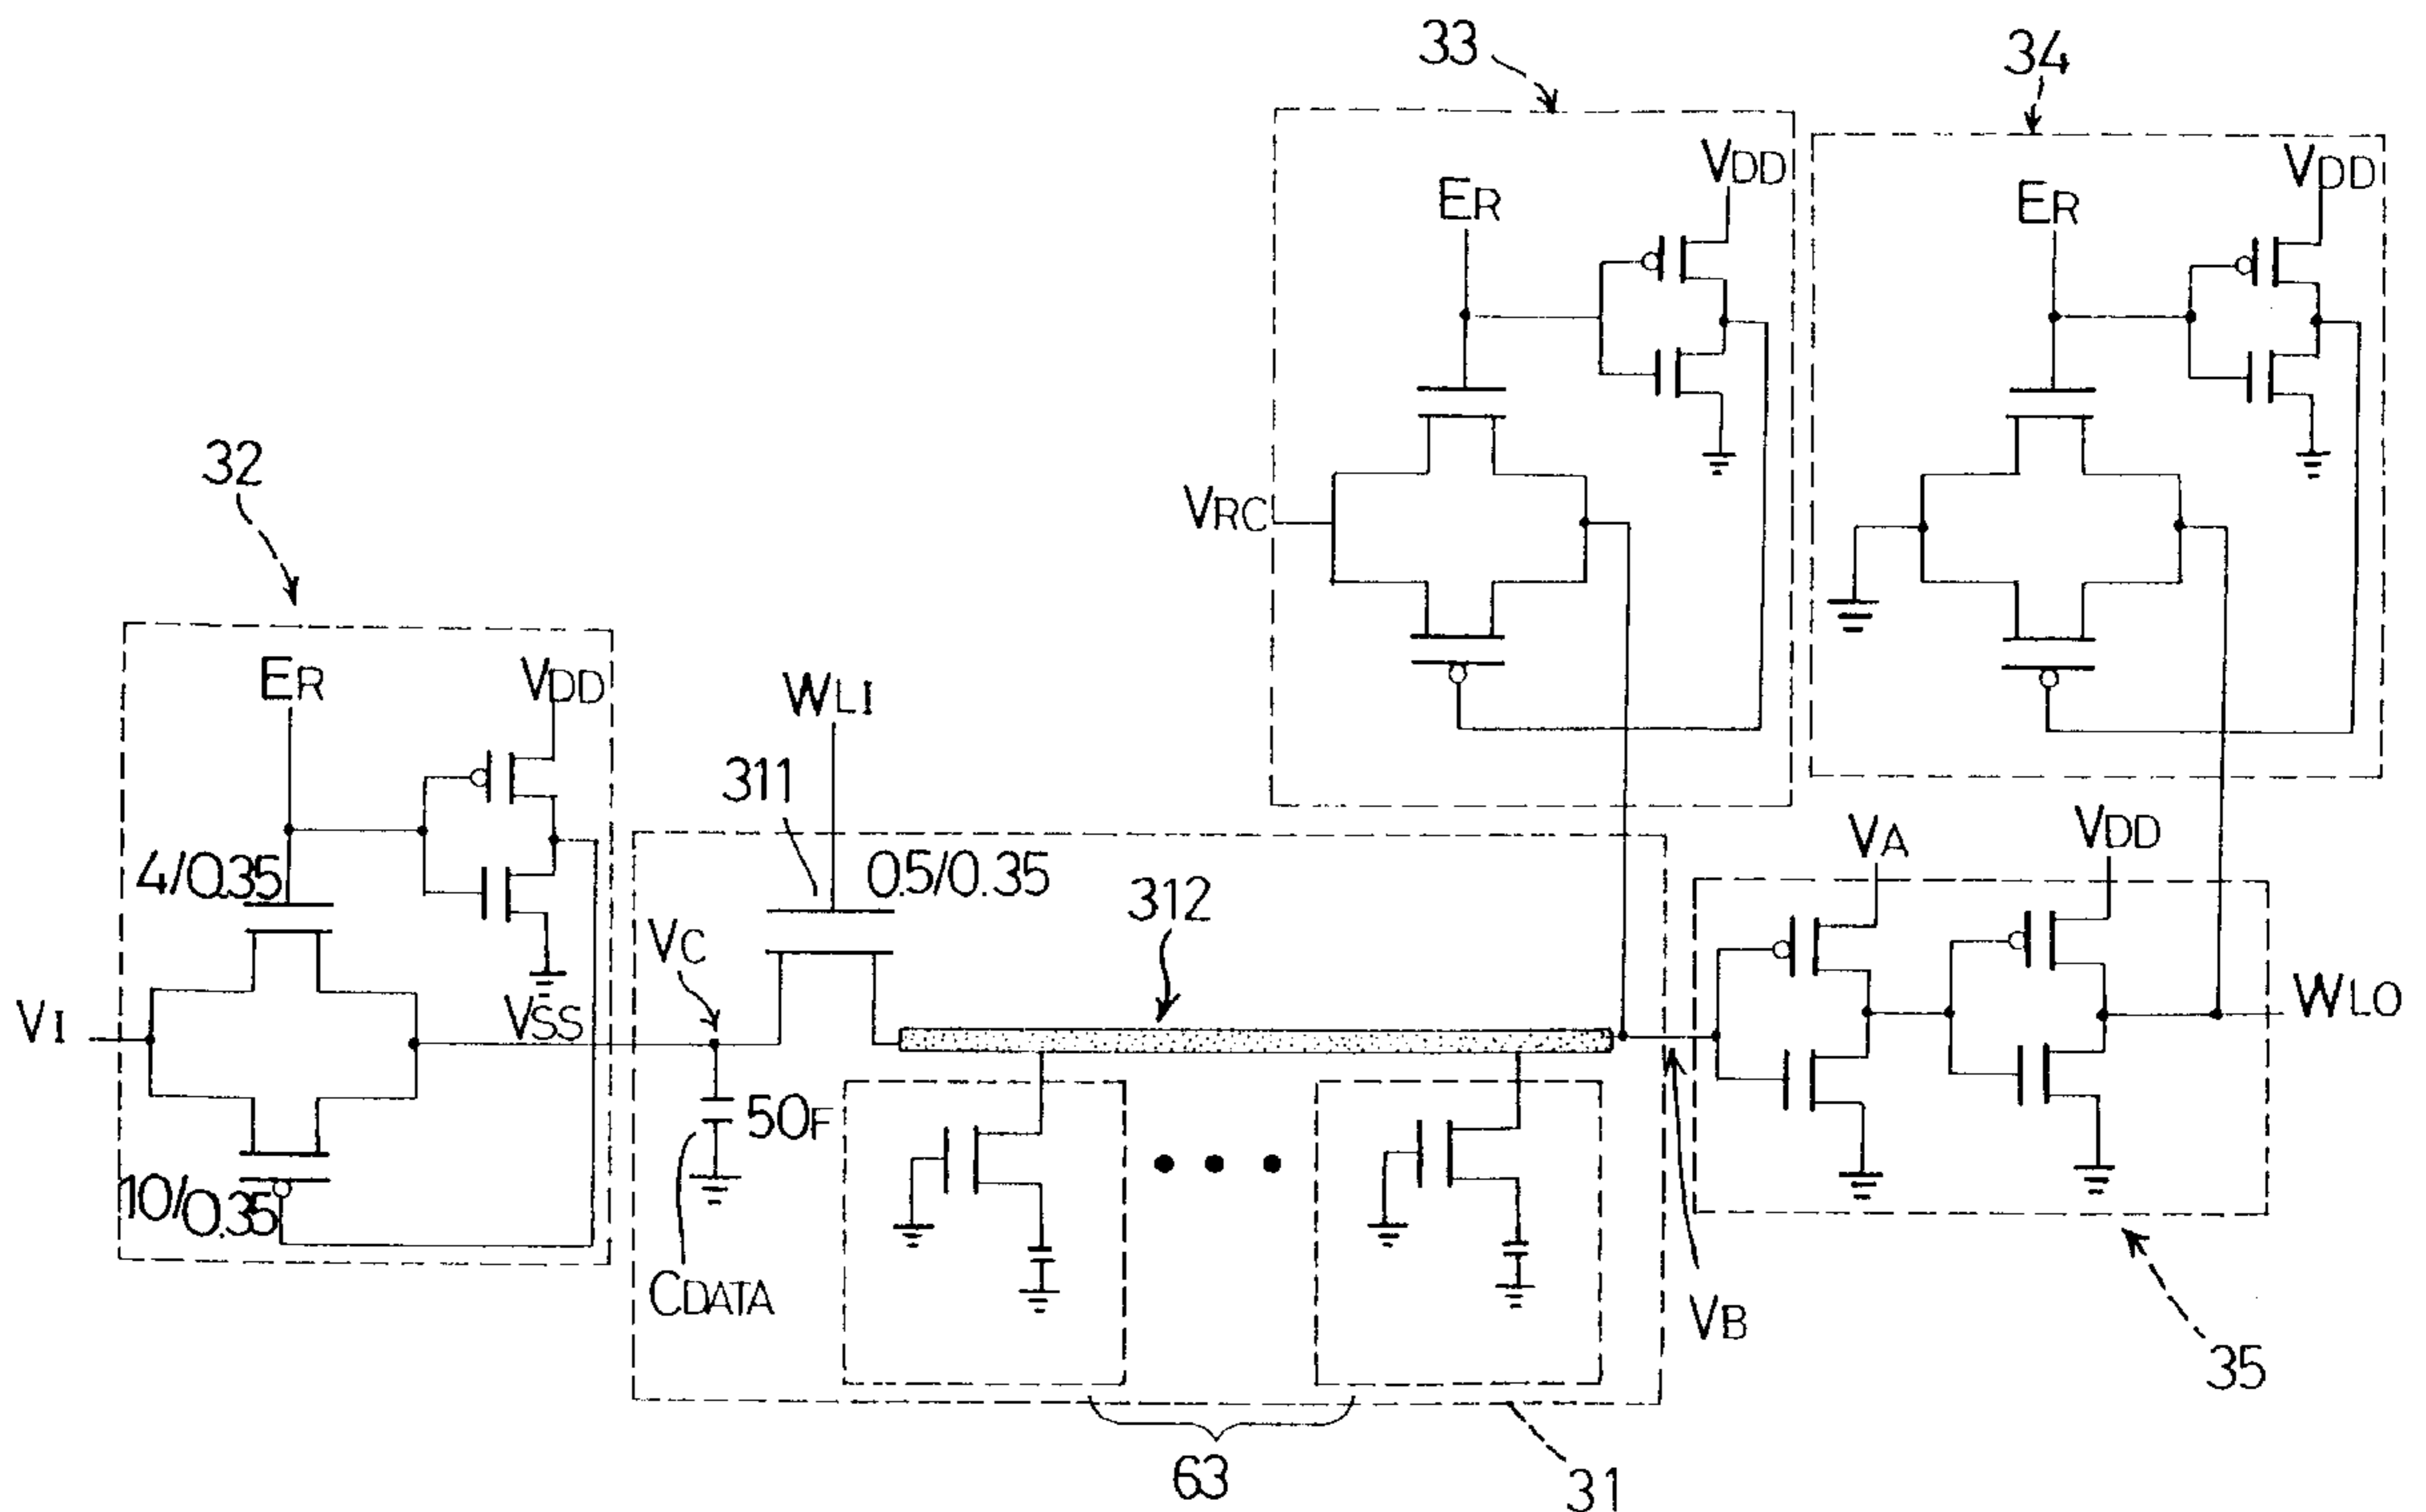 33
34
VDD
VDD
ER
ER
32
VRC
ER
VDD
WLI
311
4/0.35
0.5/0.35
312
VA
VDD
VC
VI
VSS
WLO
50F
10/0.35
CDATA
VB
35
63
31